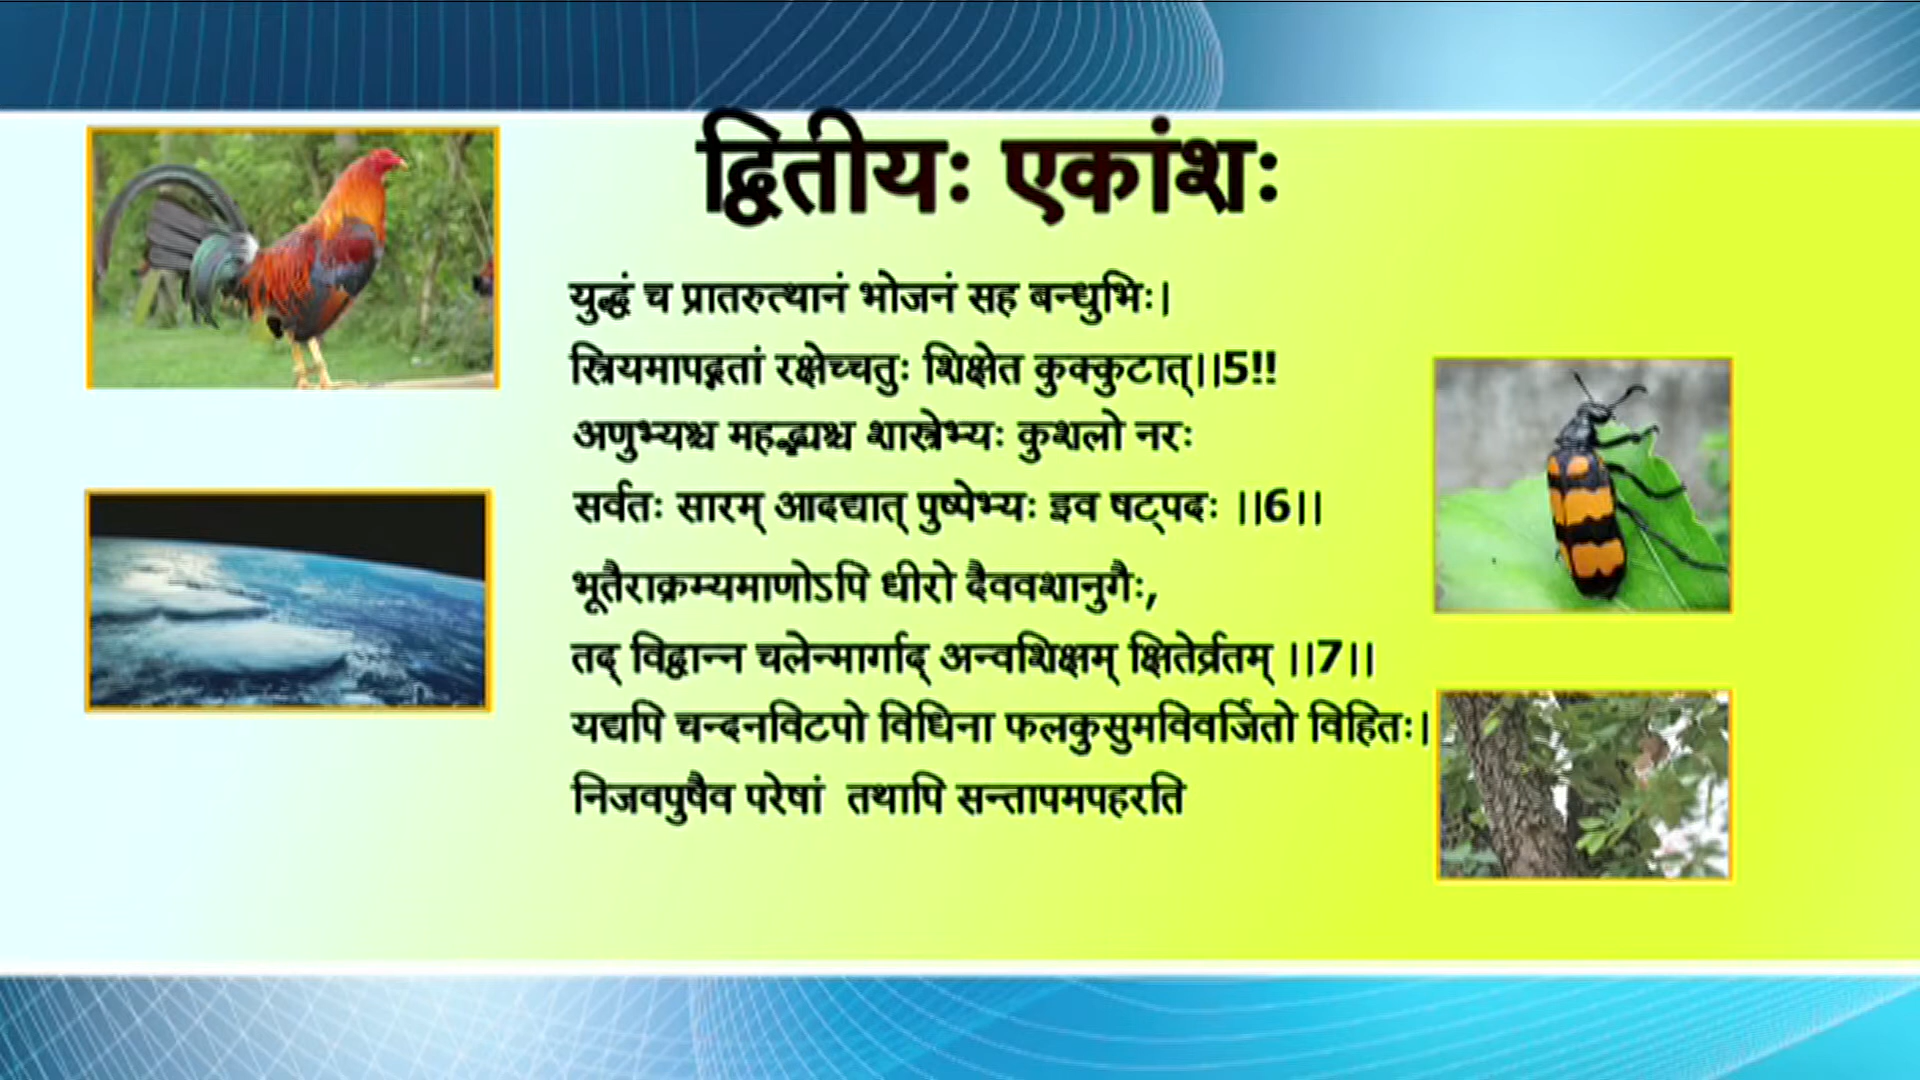 द्वितीयः एकांशः
युद्धं च प्रातरुत्थानं भोजनं सह बन्धुभिः।
स्त्रियमापद्गतां रक्षेच्चतुः शिक्षेत कुक्कुटात्।।5!!
अणुभ्यश्च महद्भ्यश्च शास्त्रेभ्यः कुशलो नरः
सर्वतः सारम् आदद्यात् पुष्पेभ्यः इव षट्पदः ।।6।।
भूतैराक्रम्यमाणोऽपि धीरो दैववशानुगैः,
तद् विद्वान्न चलेन्मार्गाद् अन्वशिक्षम् क्षितेर्व्रतम् ।।7।।
यद्यपि चन्दनविटपो विधिना फलकुसुमविवर्जितो विहितः।
निजवपुषैव परेषां तथापि सन्तापमपहरति